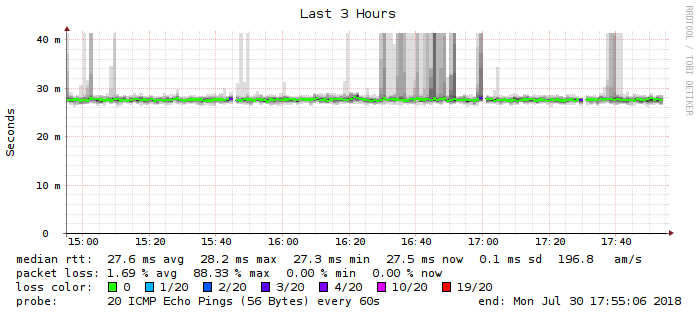 Last 3 Hours
RRDTOOL / TOBI OETIKER
Seconds
40 m
30 m
20 m
10 m
0
15:00 15:20 15:40 16:00 16:20 16:40 17:00 17:20 17:40
median rtt: 27.6 ms avg 28.2 ms max 27.3 ms min 27.5 ms now 0.1 ms sd 196.8 am/s
packet loss: 1.69 % avg 88.33 % max 0.00 % min 0.00 % now
loss color: 0 1/20 2/20 3/20 4/20 10/20 19/20
probe: 20 ICMP Echo Pings (56 Bytes) every 60s end: Mon Jul 30 17:55:06 2018